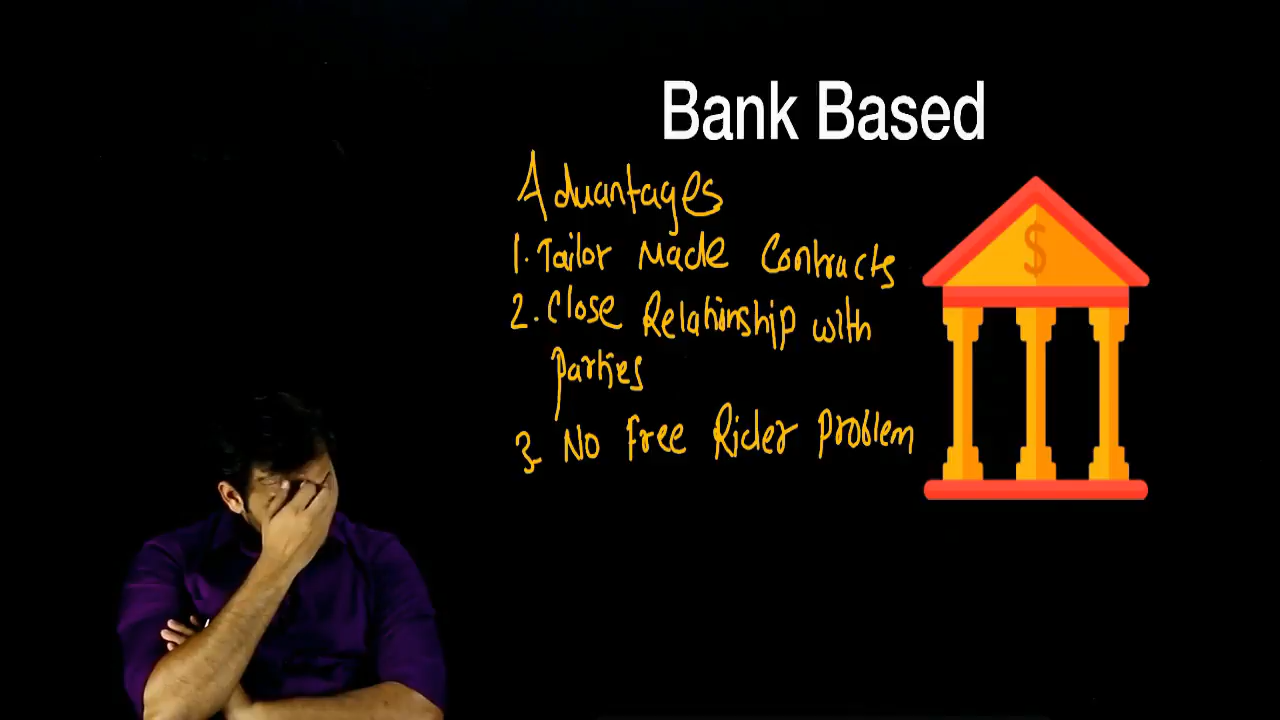 Bank Based
Advantages
1. Tailor Made Contracts
2. Close Relationship with
parties
3. No Free Rider Problem
$